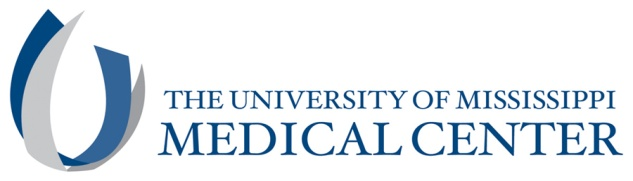 THE UNIVERSITY OF MISSISSIPPI
MEDICAL CENTER